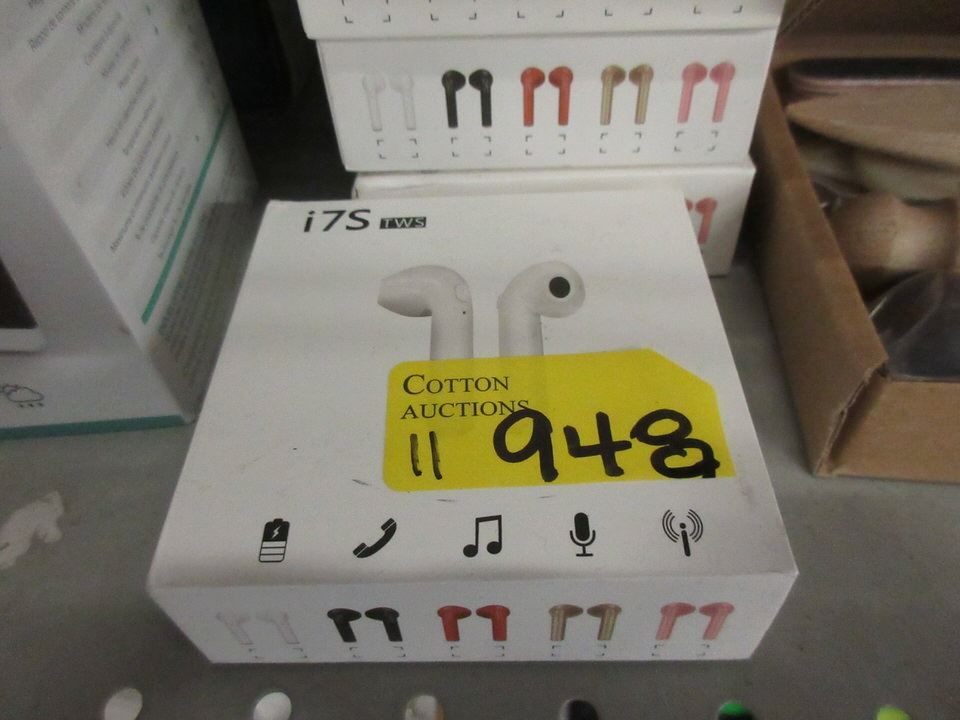 i7S TWS
COTTON
AUCTIONS
11 948